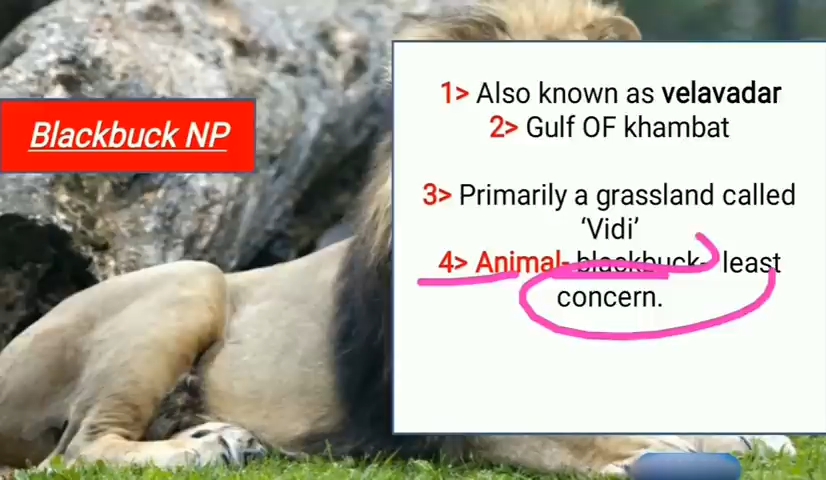 Blackbuck NP
1> Also known as velavadar
2> Gulf OF khambat
3> Primarily a grassland called
‘Vidi’
4> Animal- blackbuck- least
concern.